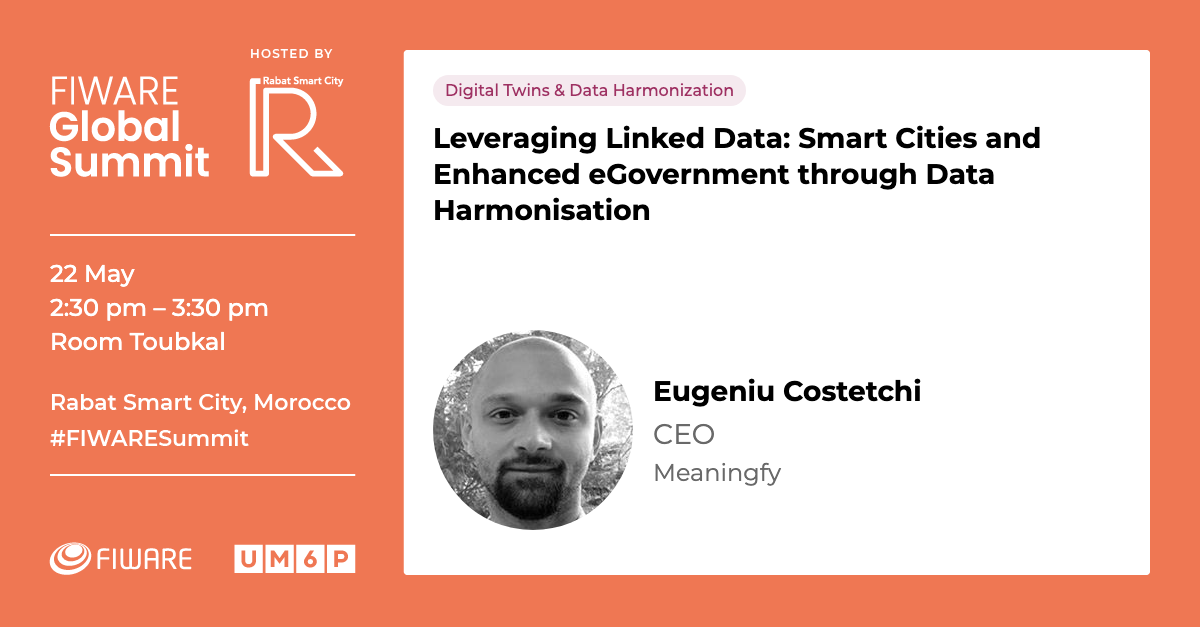 HOSTED BY
FIWARE
Global
Summit
Rabat Smart City
R
22 May
2:30 pm – 3:30 pm
Room Toubkal
Rabat Smart City, Morocco
#FIWARESummit
FIWARE
UM6P
Digital Twins & Data Harmonization
Leveraging Linked Data: Smart Cities and
Enhanced eGovernment through Data
Harmonisation
Eugeniu Costetchi
CEO
Meaningfy